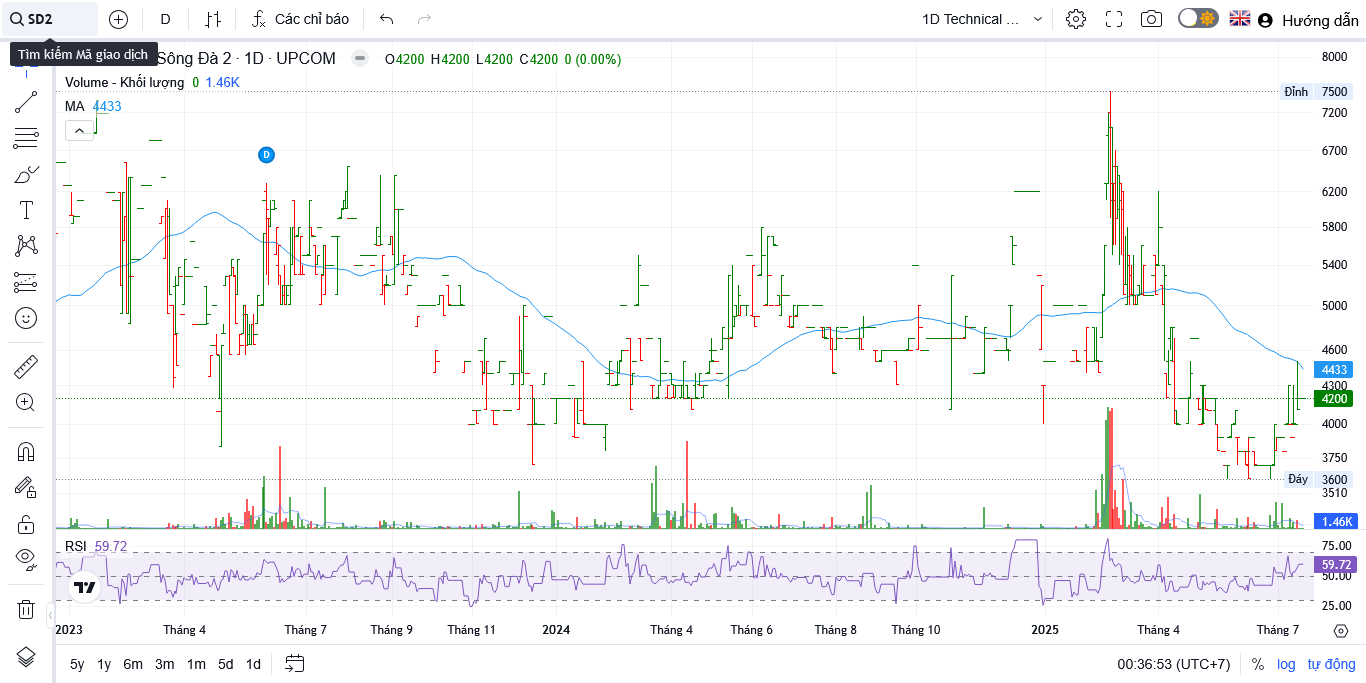 SD2
D
Các chỉ báo
1D Technical ...
Hướng dẫn
Tìm kiếm Mã giao dịch
Sông Đà 2 · 1D · UPCOM
O4200 H4200 L4200 C4200 0 (0.00%)
Volume - Khối lượng 0 1.46K
MA 4433
D
8000
Đỉnh 7500
7200
6700
6200
5800
5400
5000
4600
4433
4300
4200
4000
3750
Đáy 3600
3510
1.46K
RSI 59.72
75.00
59.72
50.00
25.00
2023 Tháng 4 Tháng 7 Tháng 9 Tháng 11 2024 Tháng 4 Tháng 6 Tháng 8 Tháng 10 2025 Tháng 4 Tháng 7
5y 1y 6m 3m 1m 5d 1d
00:36:53 (UTC+7) % log tự động